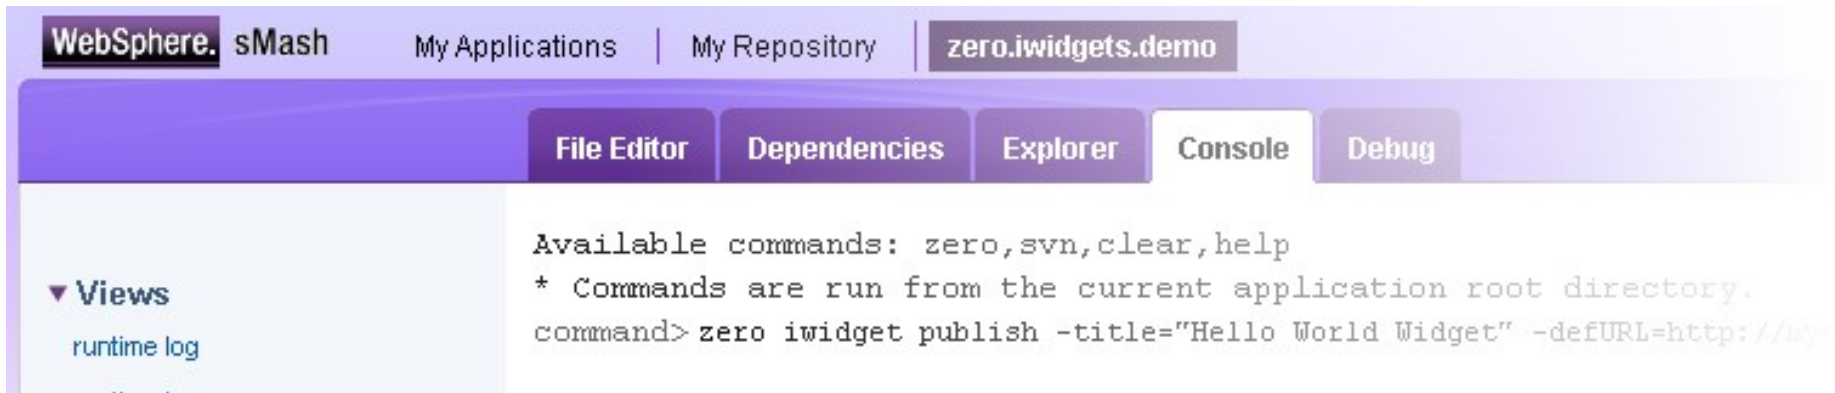 WebSphere. sMash My Applications My Repository zero.iwidgets.demo
File Editor Dependencies Explorer Console Debug
Available commands: zero,svn,clear,help
* Commands are run from the current application root directory.
command> zero iwidget publish -title="Hello World Widget" -defURL=http://my
Views
runtime log